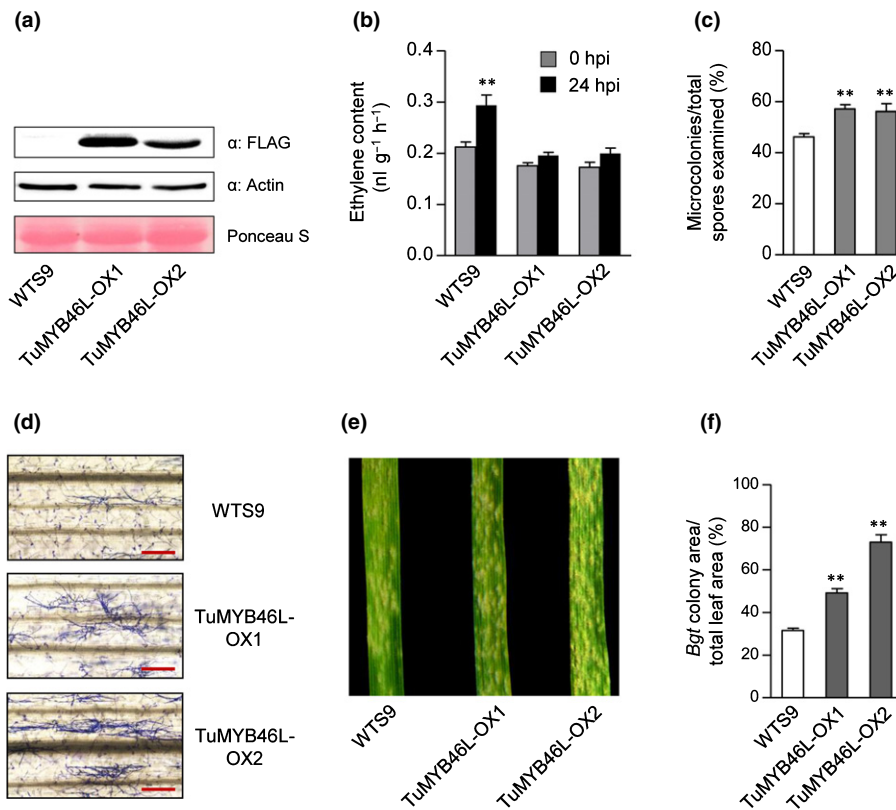 (a)
α: FLAG
α: Actin
Ponceau S
WTS9
TuMYB46L-OX1
TuMYB46L-OX2
(b)
Ethylene content
(nl g⁻¹ h⁻¹)
0.4
0.3
0.2
0.1
0.0
0 hpi
24 hpi
**
WTS9
TuMYB46L-OX1
TuMYB46L-OX2
(c)
Microcolonies/total
spores examined (%)
80
60
40
20
0
**
**
WTS9
TuMYB46L-OX1
TuMYB46L-OX2
(d)
WTS9
TuMYB46L-
OX1
TuMYB46L-
OX2
(e)
WTS9
TuMYB46L-OX1
TuMYB46L-OX2
(f)
Bgt colony area/
total leaf area (%)
100
80
60
40
20
0
**
**
WTS9
TuMYB46L-OX1
TuMYB46L-OX2